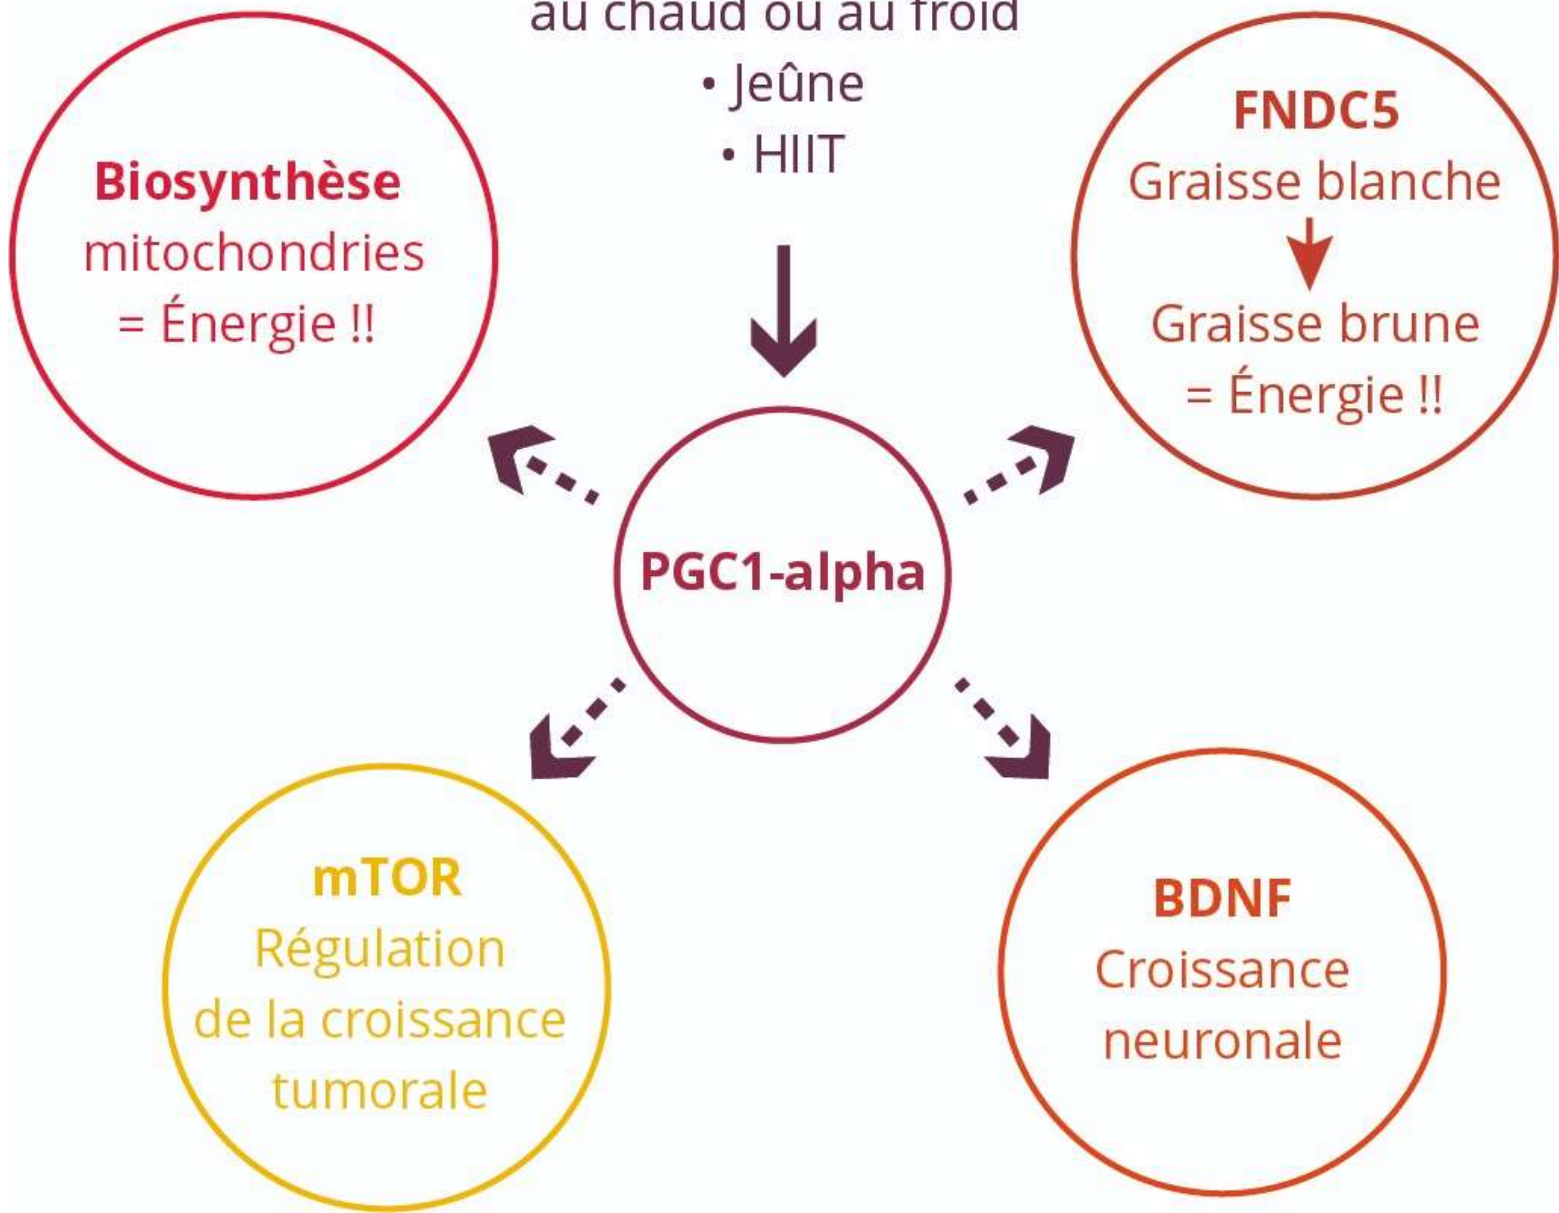 au chaud ou au froid
• Jeûne
• HIIT
Biosynthèse
mitochondries
= Énergie !!
FNDC5
Graisse blanche
Graisse brune
= Énergie !!
PGC1-alpha
mTOR
Régulation
de la croissance
tumorale
BDNF
Croissance
neuronale